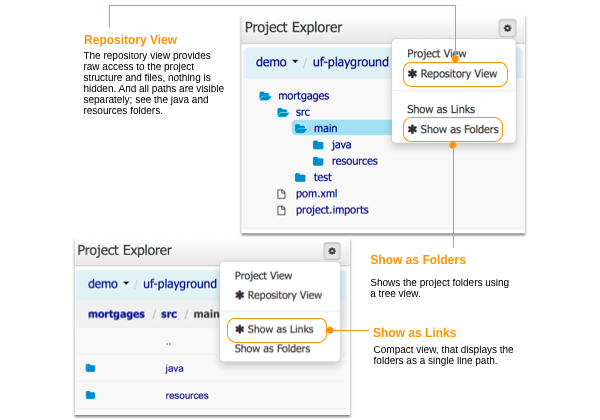 Repository View
The repository view provides
raw access to the project
structure and files, nothing is
hidden. And all paths are visible
separately; see the java and
resources folders.
Project Explorer
demo / uf-playground
Project View
✱ Repository View
Show as Links
✱ Show as Folders
mortgages
src
main
java
resources
test
pom.xml
project.imports
Show as Folders
Shows the project folders using
a tree view.
Project Explorer
demo / uf-playground
Project View
✱ Repository View
✱ Show as Links
Show as Folders
mortgages / src / main
..
java
resources
Show as Links
Compact view, that displays the
folders as a single line path.